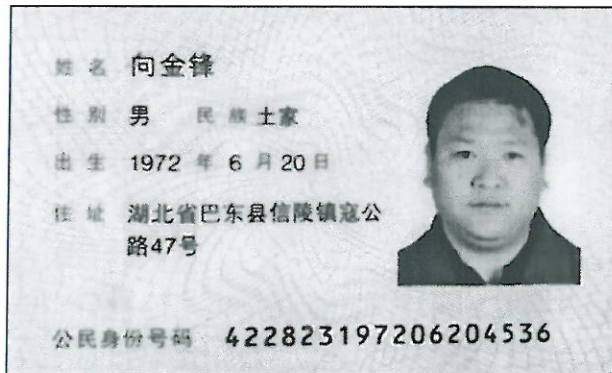 姓名 向金锋
性别 男 民族 土家
出生 1972 年 6 月 20 日
住址 湖北省巴东县信陵镇寇公
路47号
公民身份号码 422823197206204536